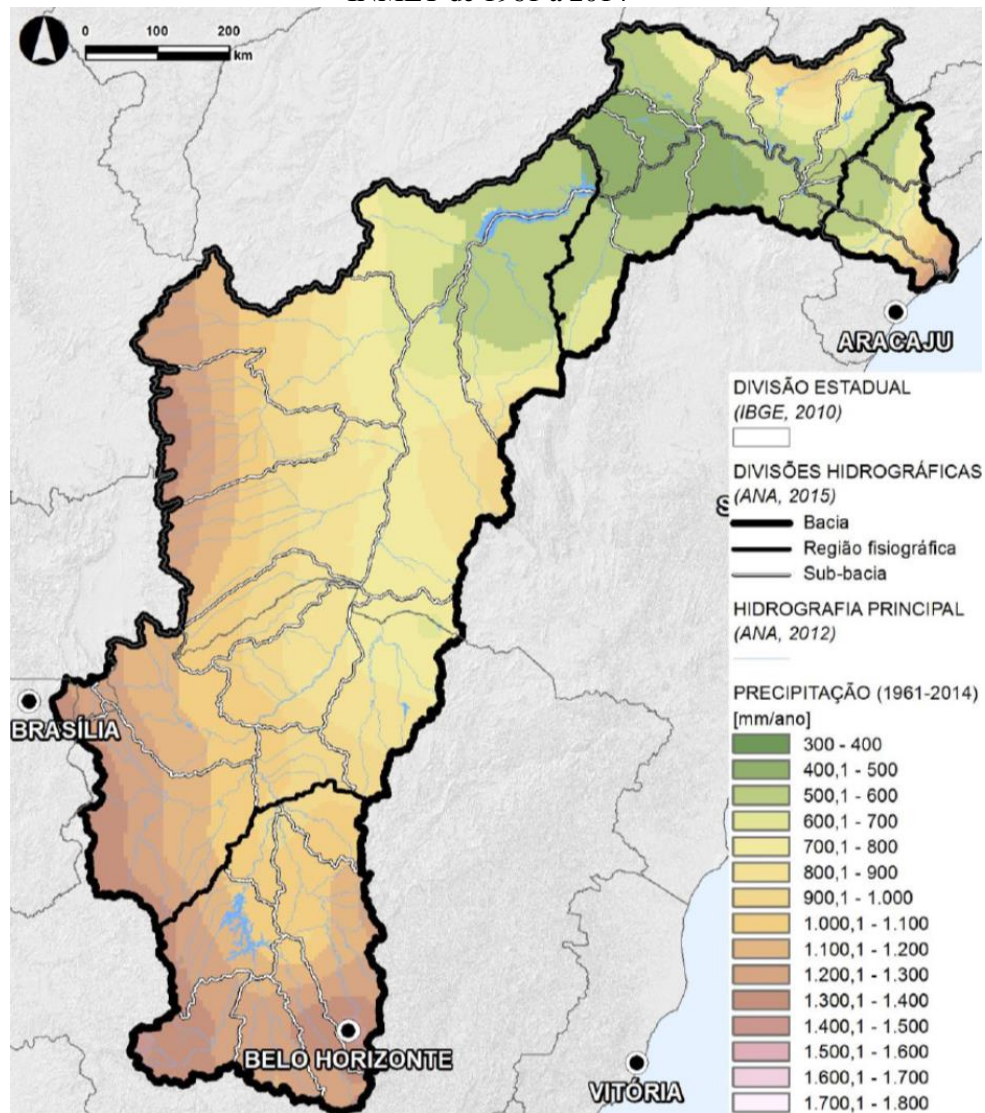 INMET de 1961 a 2014
0 100 200
km
ARACAJU
BRASÍLIA
BELO HORIZONTE
VITÓRIA
S
DIVISÃO ESTADUAL
(IBGE, 2010)
DIVISÕES HIDROGRÁFICAS
(ANA, 2015)
Bacia
Região fisiográfica
Sub-bacia
HIDROGRAFIA PRINCIPAL
(ANA, 2012)
PRECIPITAÇÃO (1961-2014)
[mm/ano]
300 - 400
400,1 - 500
500,1 - 600
600,1 - 700
700,1 - 800
800,1 - 900
900,1 - 1.000
1.000,1 - 1.100
1.100,1 - 1.200
1.200,1 - 1.300
1.300,1 - 1.400
1.400,1 - 1.500
1.500,1 - 1.600
1.600,1 - 1.700
1.700,1 - 1.800